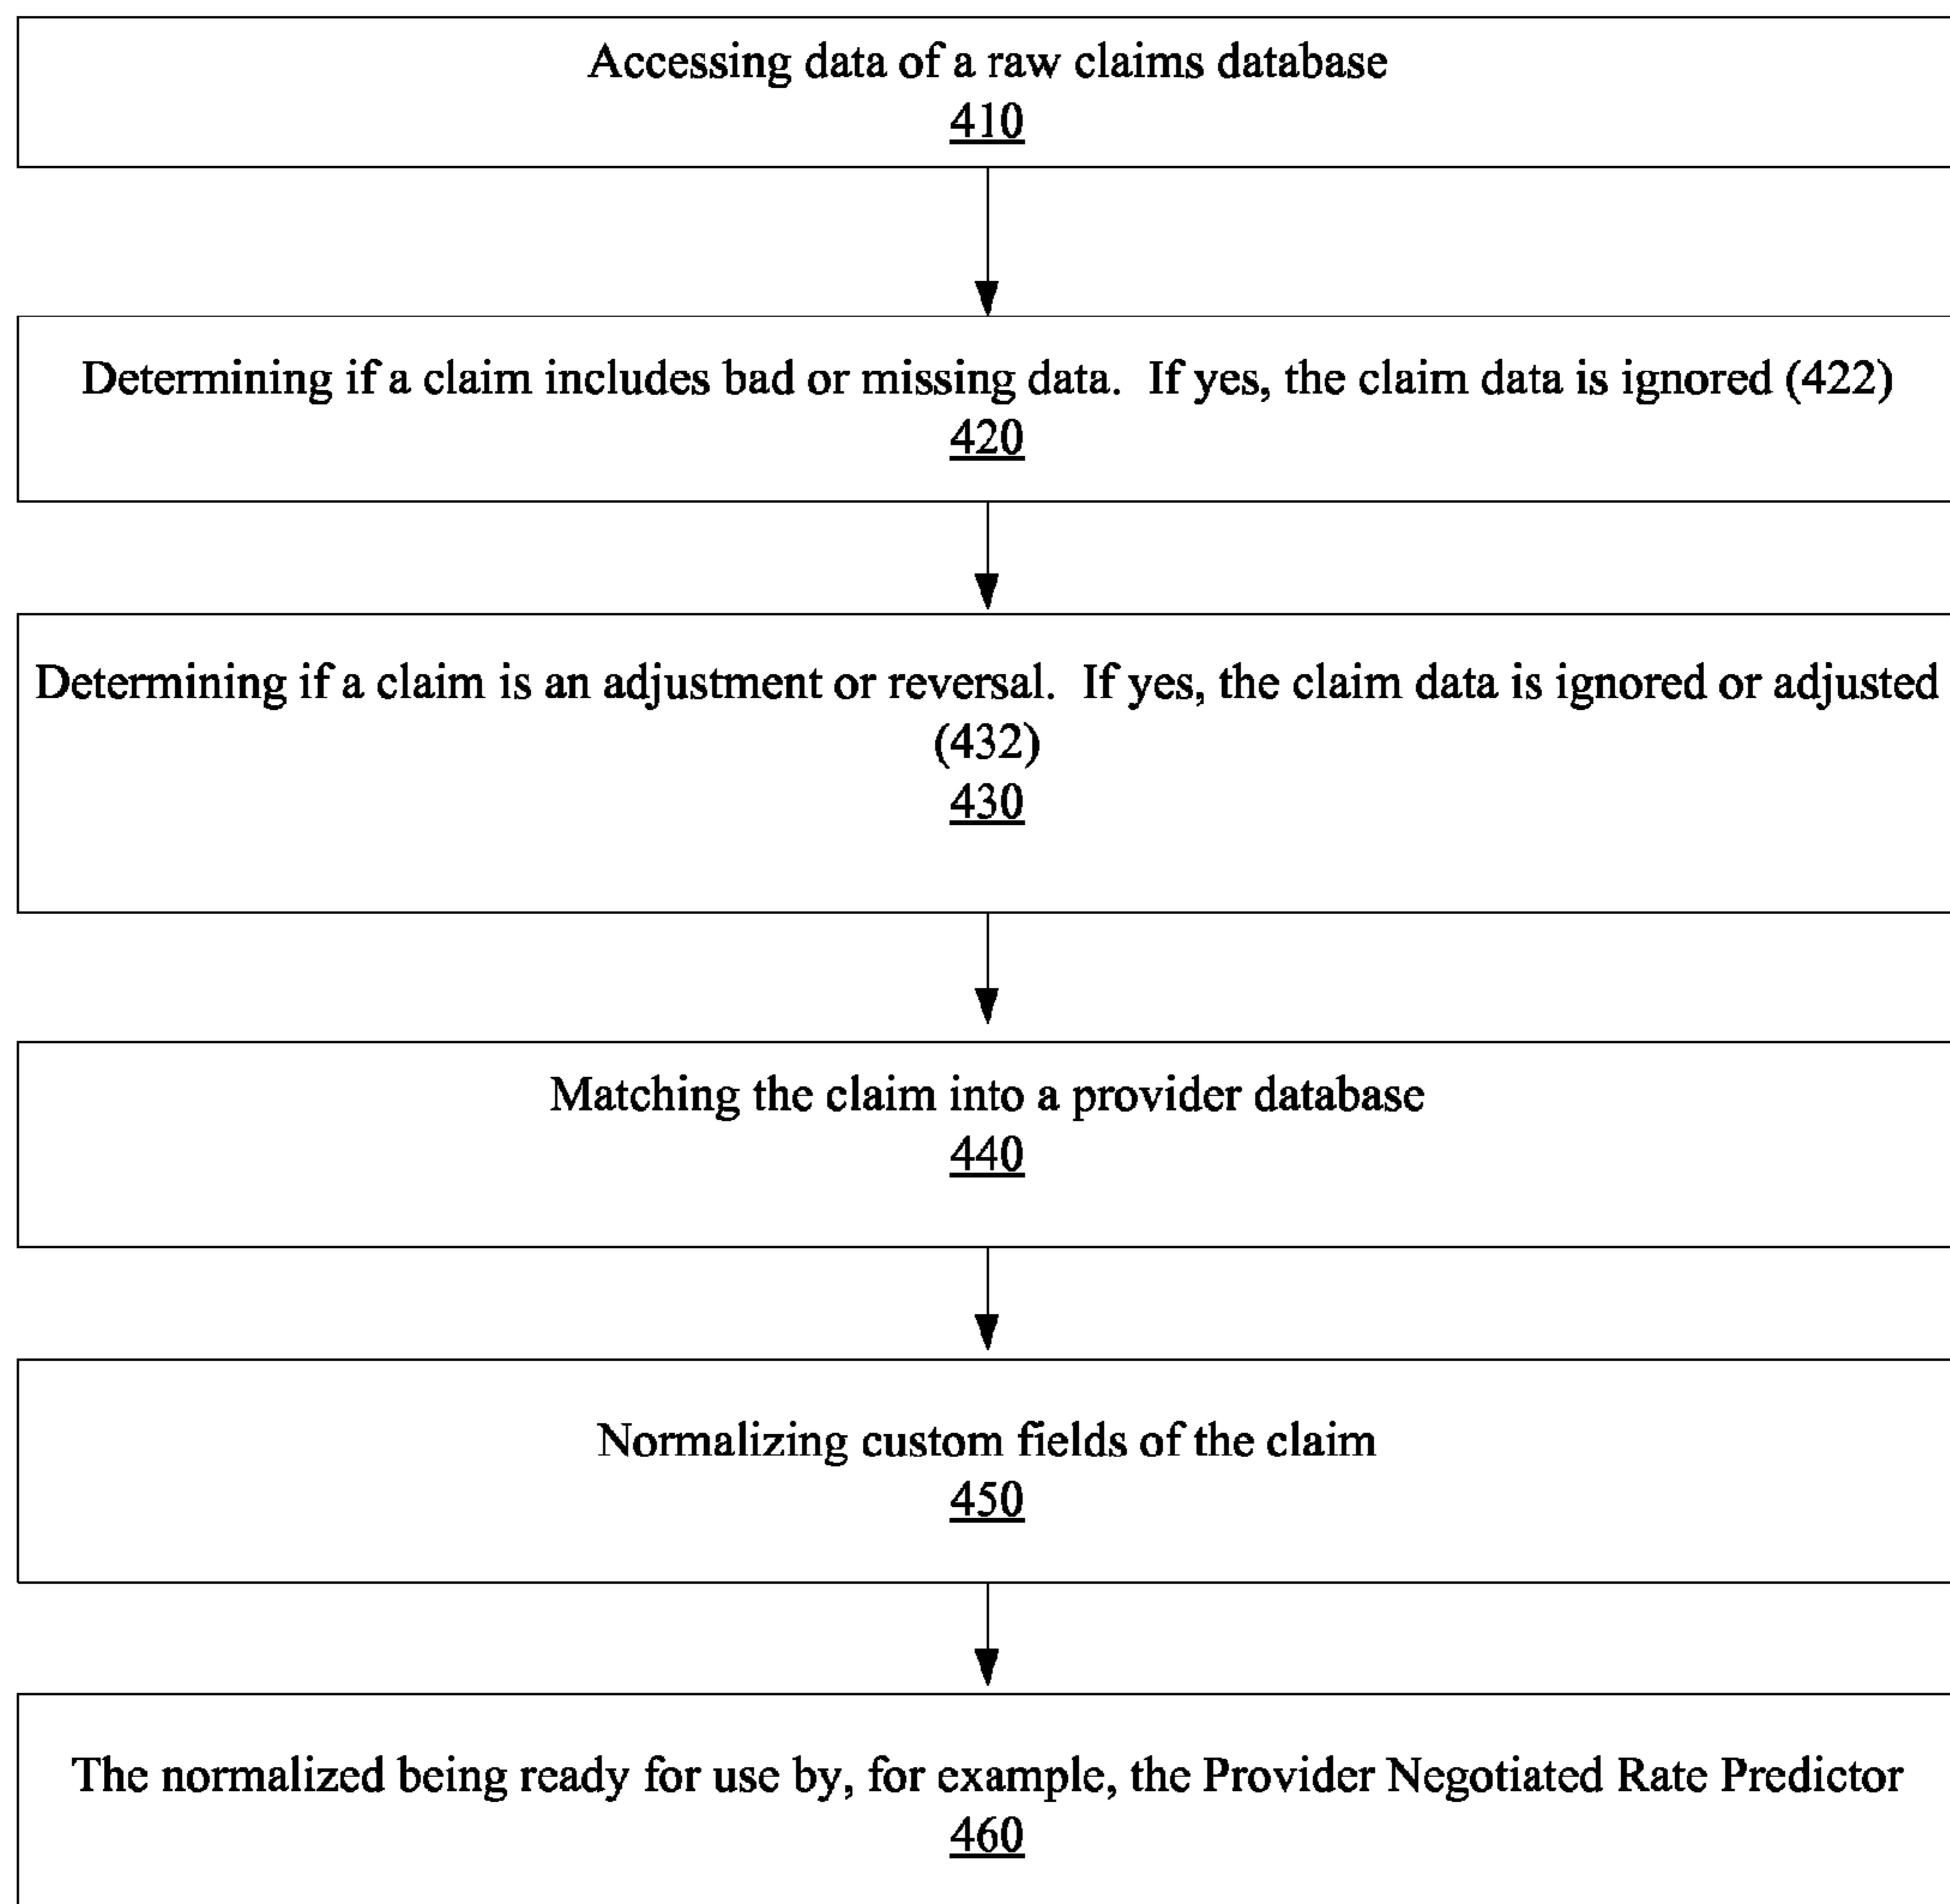 Accessing data of a raw claims database
410
Determining if a claim includes bad or missing data.  If yes, the claim data is ignored (422)
420
Determining if a claim is an adjustment or reversal.  If yes, the claim data is ignored or adjusted
(432)
430
Matching the claim into a provider database
440
Normalizing custom fields of the claim
450
The normalized being ready for use by, for example, the Provider Negotiated Rate Predictor
460